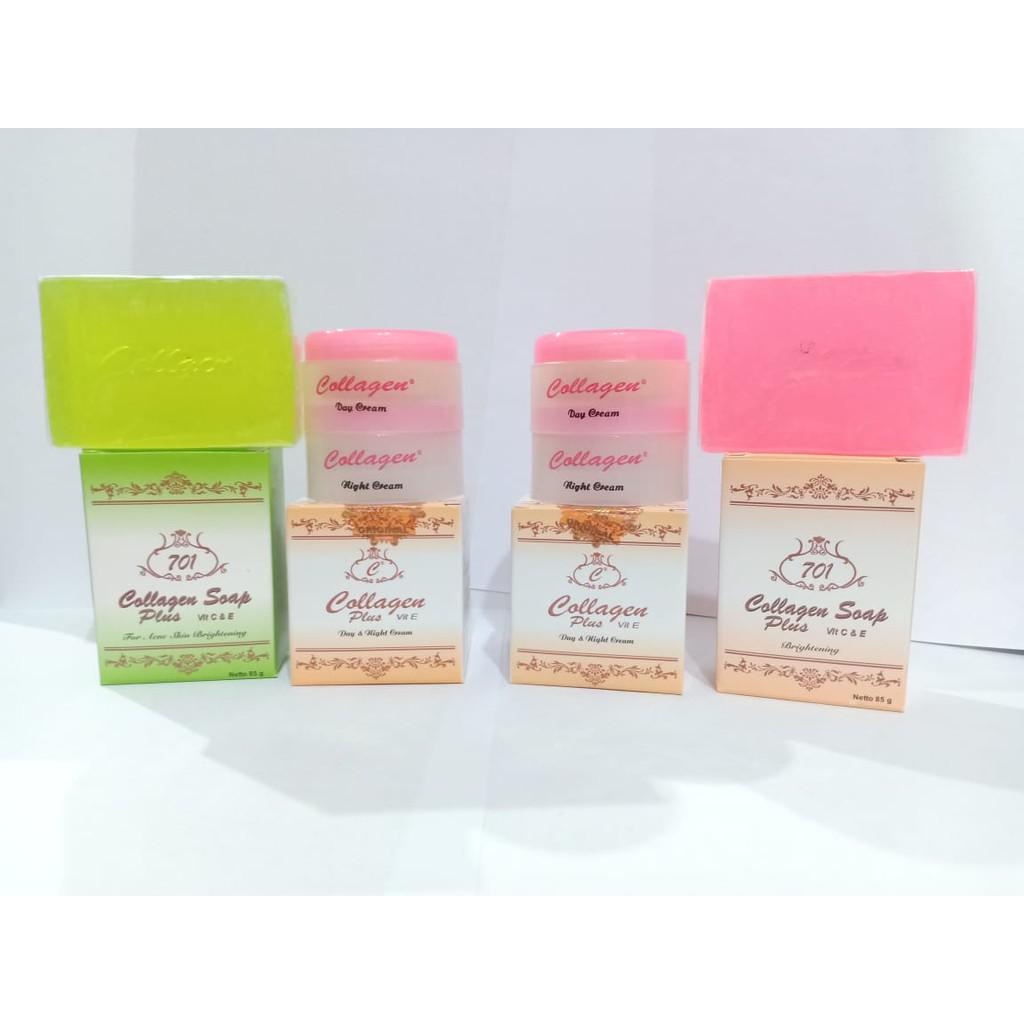 Collagen
Collagen®
Day Cream
Collagen®
Night Cream
Collagen®
Day Cream
Collagen®
Night Cream
701
Collagen Soap
Plus Vit C & E
For Acne Skin Brightening
Netto 85 g
ORIGINAL
C
Collagen
Plus Vit E
Day & Night Cream
C
Collagen
Plus Vit E
Day & Night Cream
701
Collagen Soap
Plus Vit C & E
Brightening
Netto 85 g